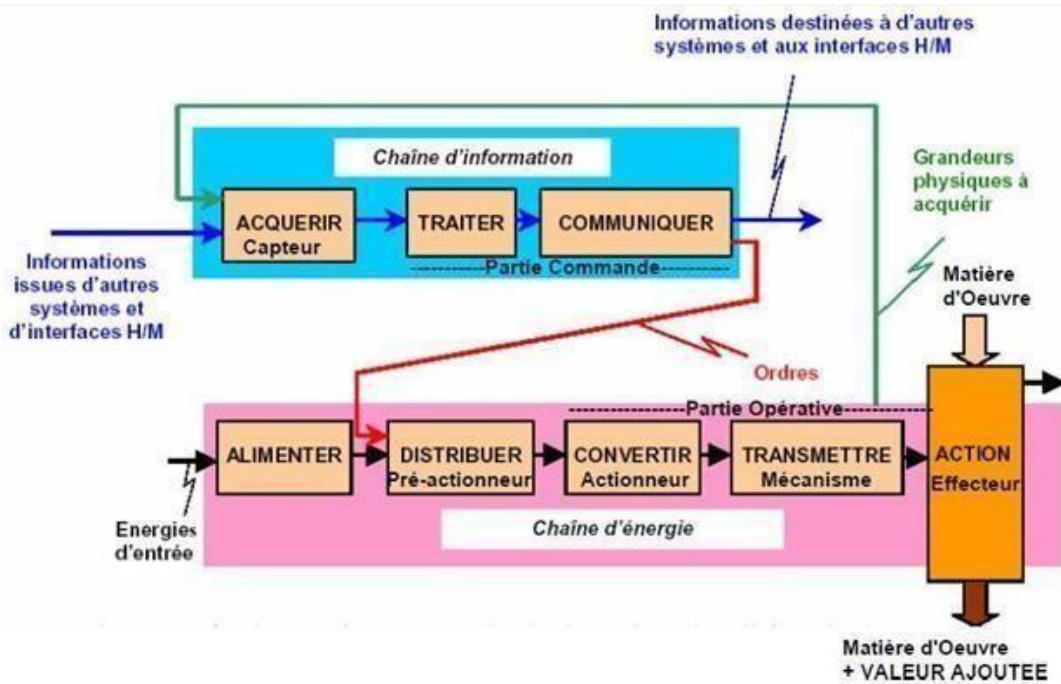 Informations destinées à d'autres
systèmes et aux interfaces H/M
Chaîne d'information
Grandeurs
physiques à
acquérir
ACQUERIR
Capteur
TRAITER
COMMUNIQUER
Partie Commande
Informations
issues d'autres
systèmes et
d'interfaces H/M
Matière
d'Oeuvre
Ordres
Partie Opérative
ALIMENTER
DISTRIBUER
Pré-actionneur
CONVERTIR
Actionneur
TRANSMETTRE
Mécanisme
ACTION
Effecteur
Energies
d'entrée
Chaîne d'énergie
Matière d'Oeuvre
+ VALEUR AJOUTEE